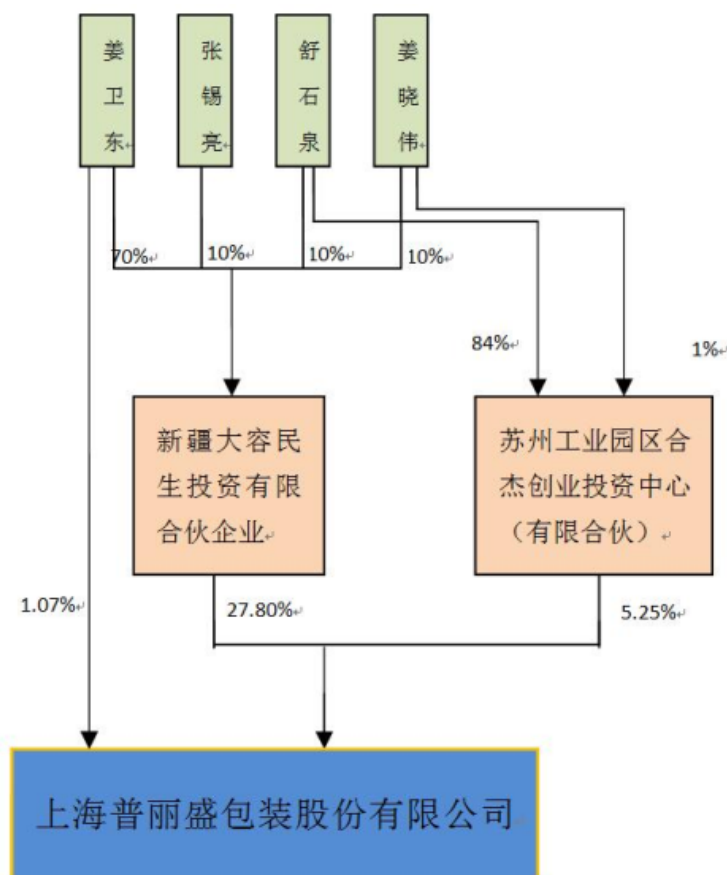 姜卫东
张锡亮
舒石泉
姜晓伟
70%
10%
10%
10%
84%
1%
新疆大容民
生投资有限
合伙企业
苏州工业园区合
杰创业投资中心
（有限合伙）
1.07%
27.80%
5.25%
上海普丽盛包装股份有限公司